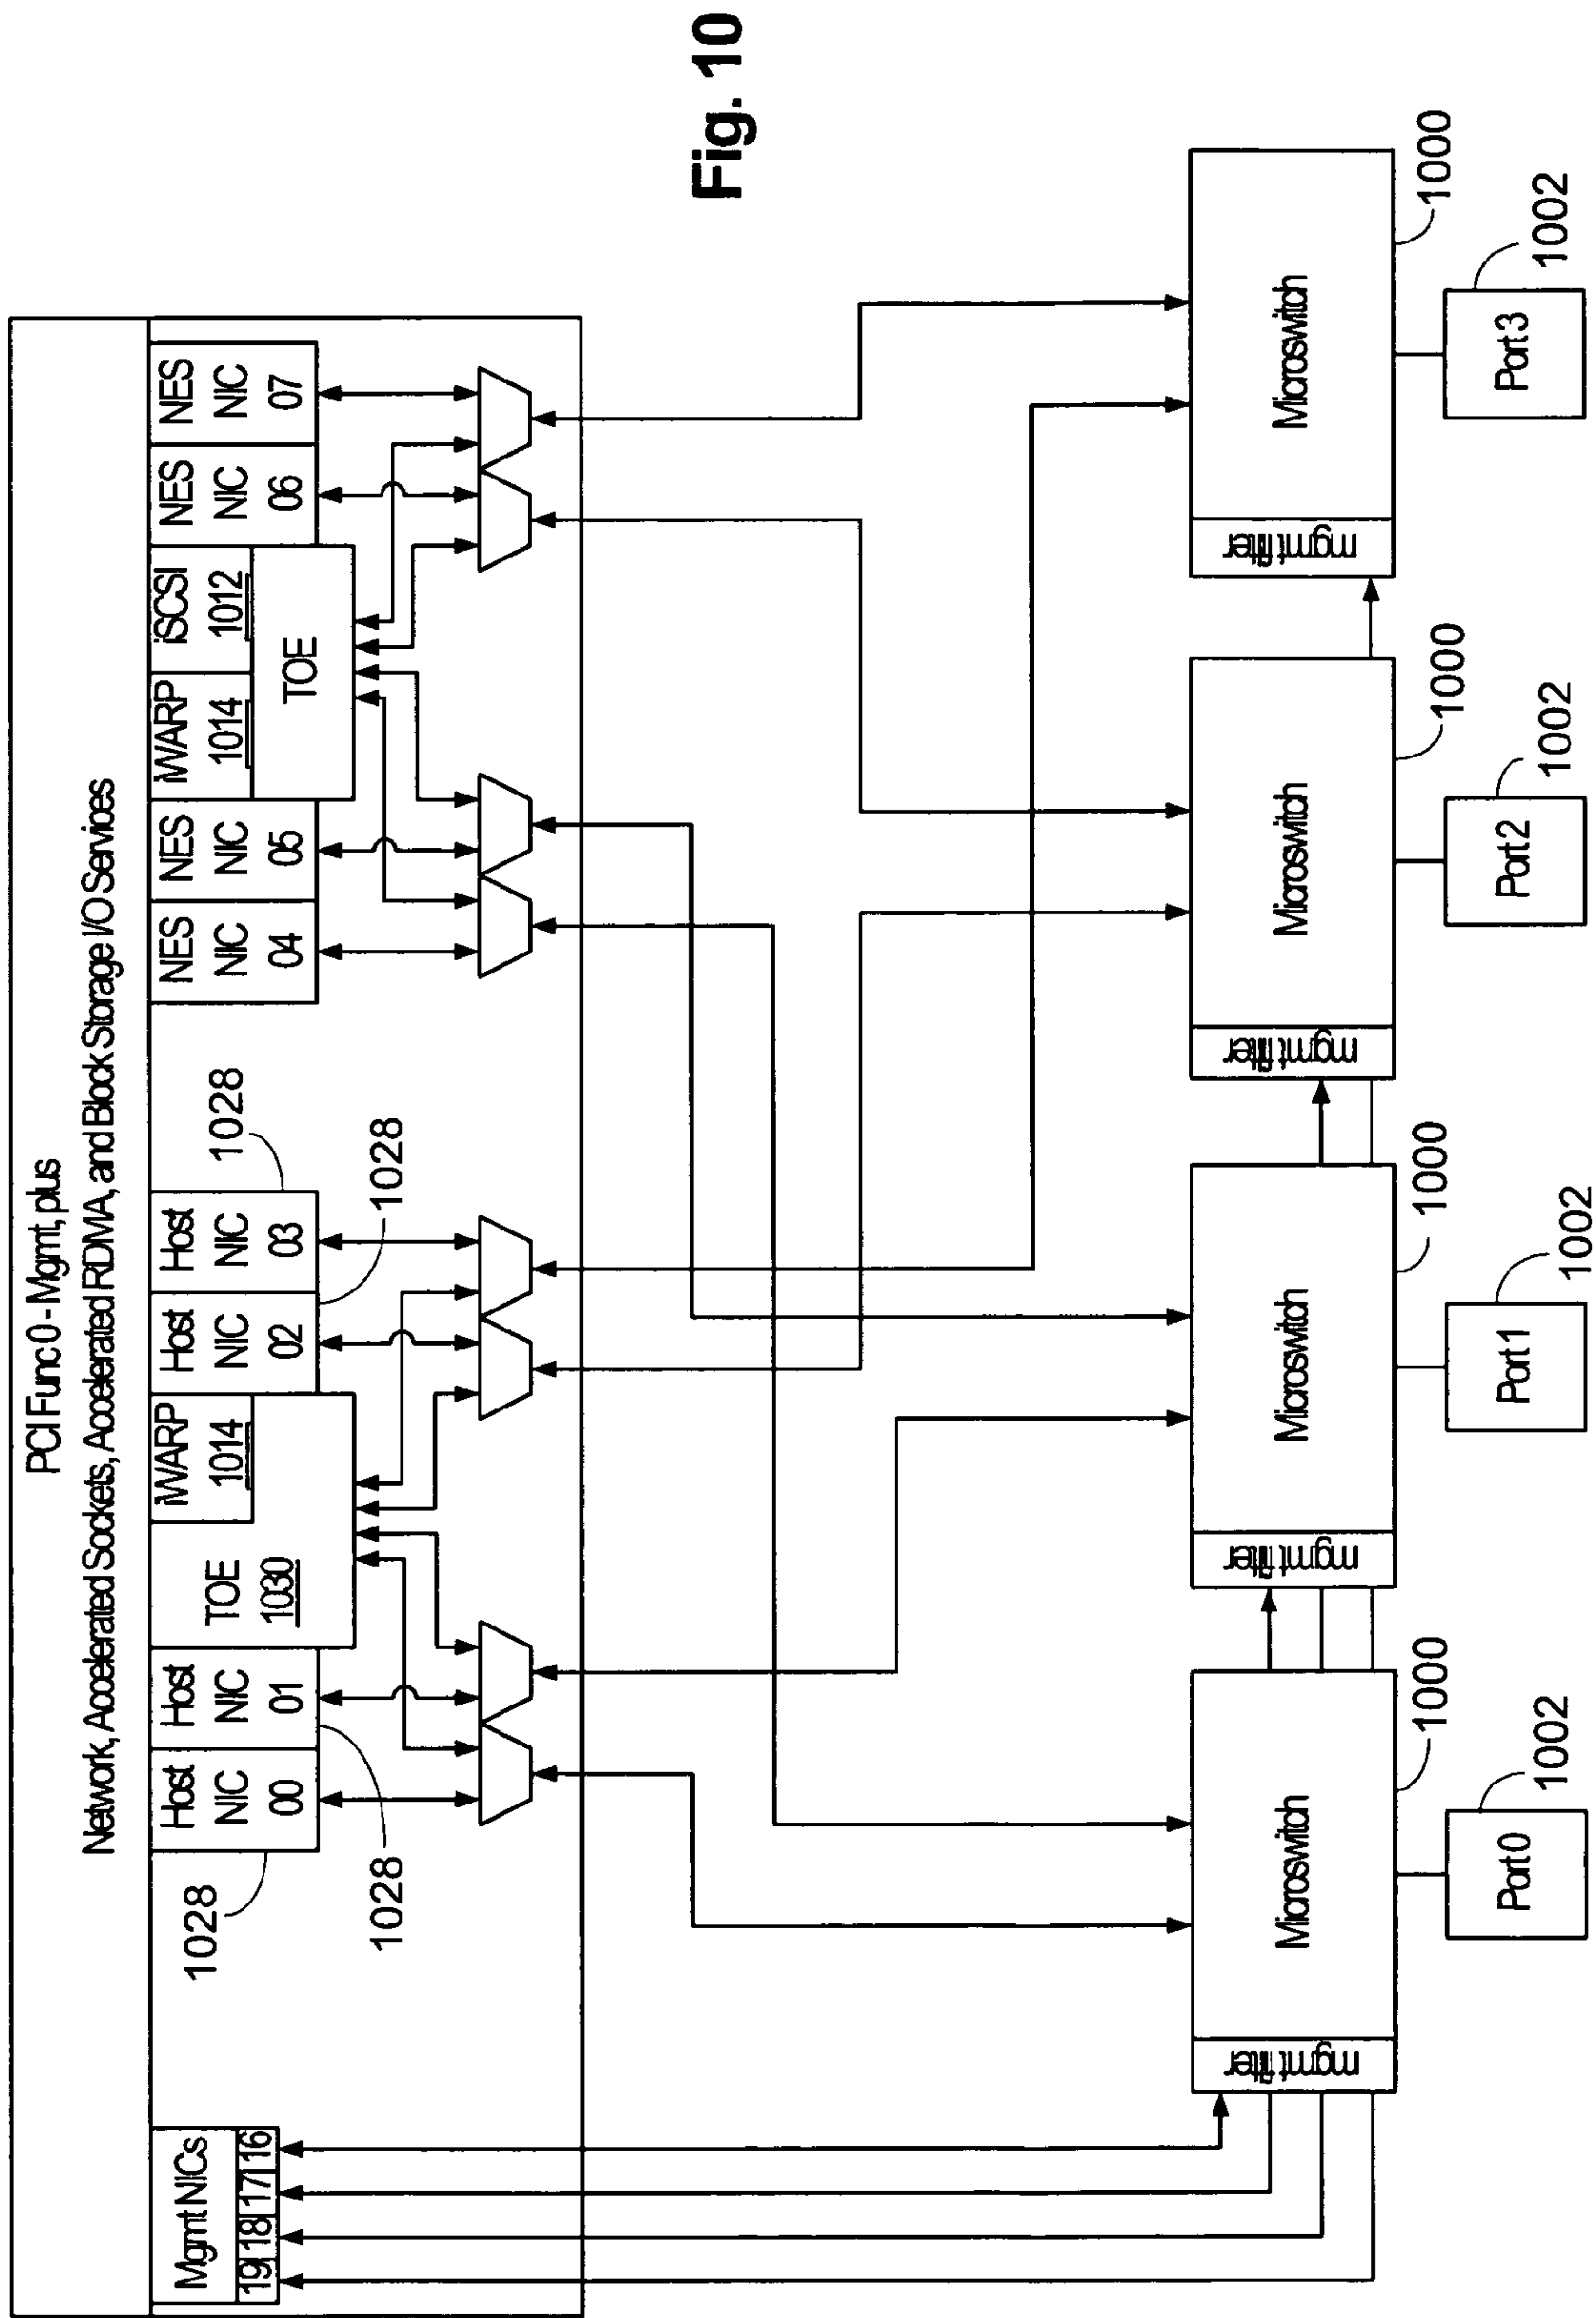 PCI Func 0 - Mgmt, plus
Network, Accelerated Sockets, Accelerated RDMA, and Block Storage I/O Services
Mgmt NICs
19 18 17 16
Host
NIC
00
Host
NIC
01
TOE
1030
iWARP
1014
Host
NIC
02
Host
NIC
03
NES
NIC
04
NES
NIC
05
iWARP
1014
iSCSI
1012
TOE
NES
NIC
06
NES
NIC
07
1028
1028
1028
1028
Fig. 10
mgmt filter
Microswitch
1000
mgmt filter
Microswitch
1000
mgmt filter
Microswitch
1000
mgmt filter
Microswitch
1000
Port 0
1002
Port 1
1002
Port 2
1002
Port 3
1002